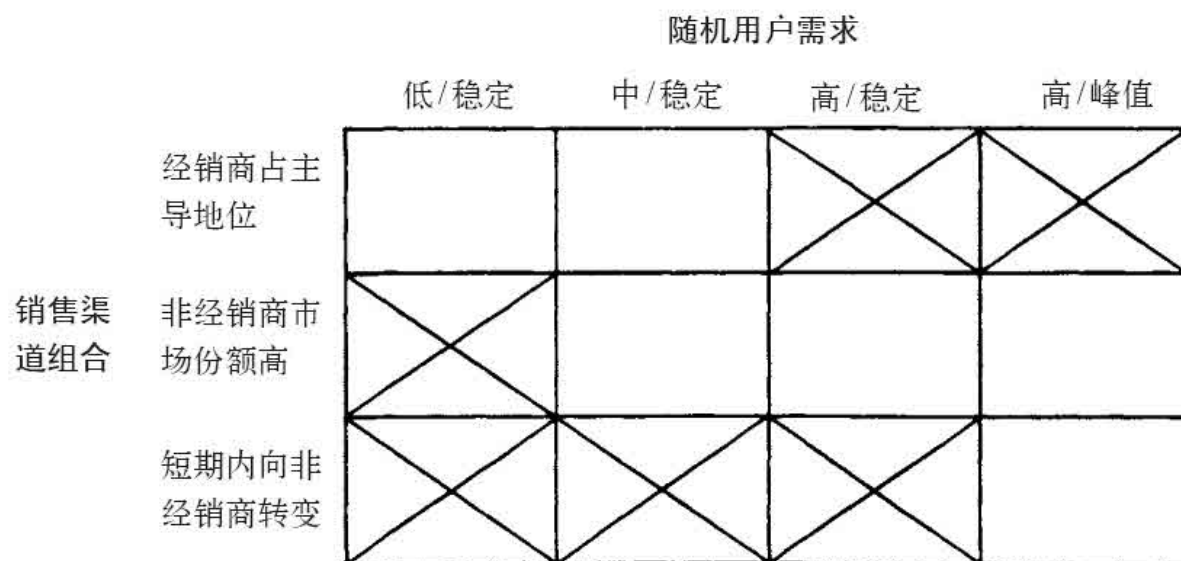 随机用户需求
低/稳定 中/稳定 高/稳定 高/峰值
经销商占主
导地位
销售渠
道组合
非经销商市
场份额高
短期内向非
经销商转变